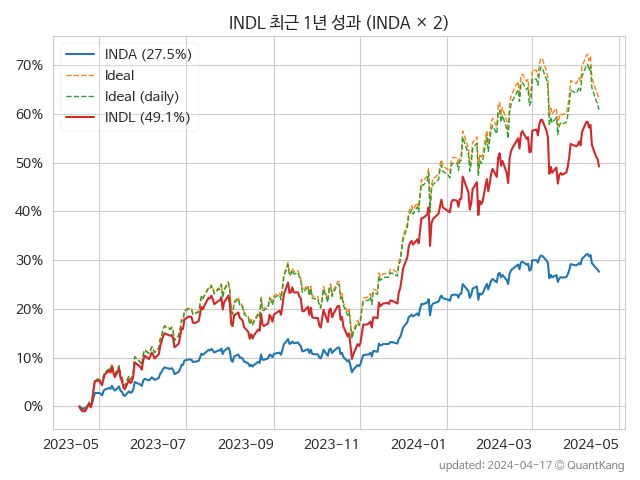 INDL 최근 1년 성과 (INDA × 2)
INDA (27.5%)
Ideal
Ideal (daily)
INDL (49.1%)
70%
60%
50%
40%
30%
20%
10%
0%
2023−05 2023−07 2023−09 2023−11 2024−01 2024−03 2024−05
updated: 2024-04-17 © QuantKang